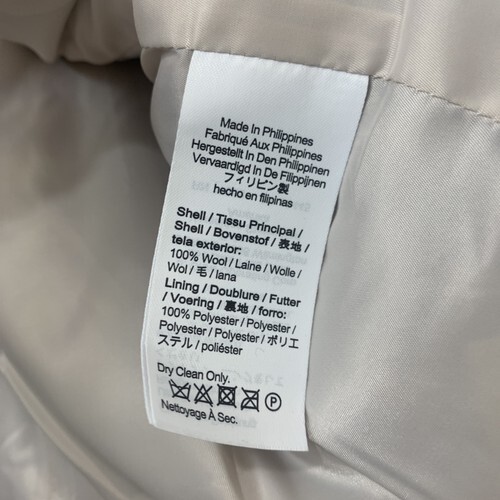 Made In Philippines
Fabriqué Aux Philippines
Hergestellt In Den Philippinen
Vervaardigd In De Filippijnen
フィリピン製
hecho en filipinas
Shell / Tissu Principal /
Shell / Bovenstof / 表地 /
tela exterior:
100% Wool / Laine / Wolle /
Wol / 毛 / lana
Lining / Doublure / Futter
/ Voering / 裏地 / forro:
100% Polyester / Polyester /
Polyester / Polyester / ポリエ
ステル / poliéster
Dry Clean Only.
P
Nettoyage À Sec.